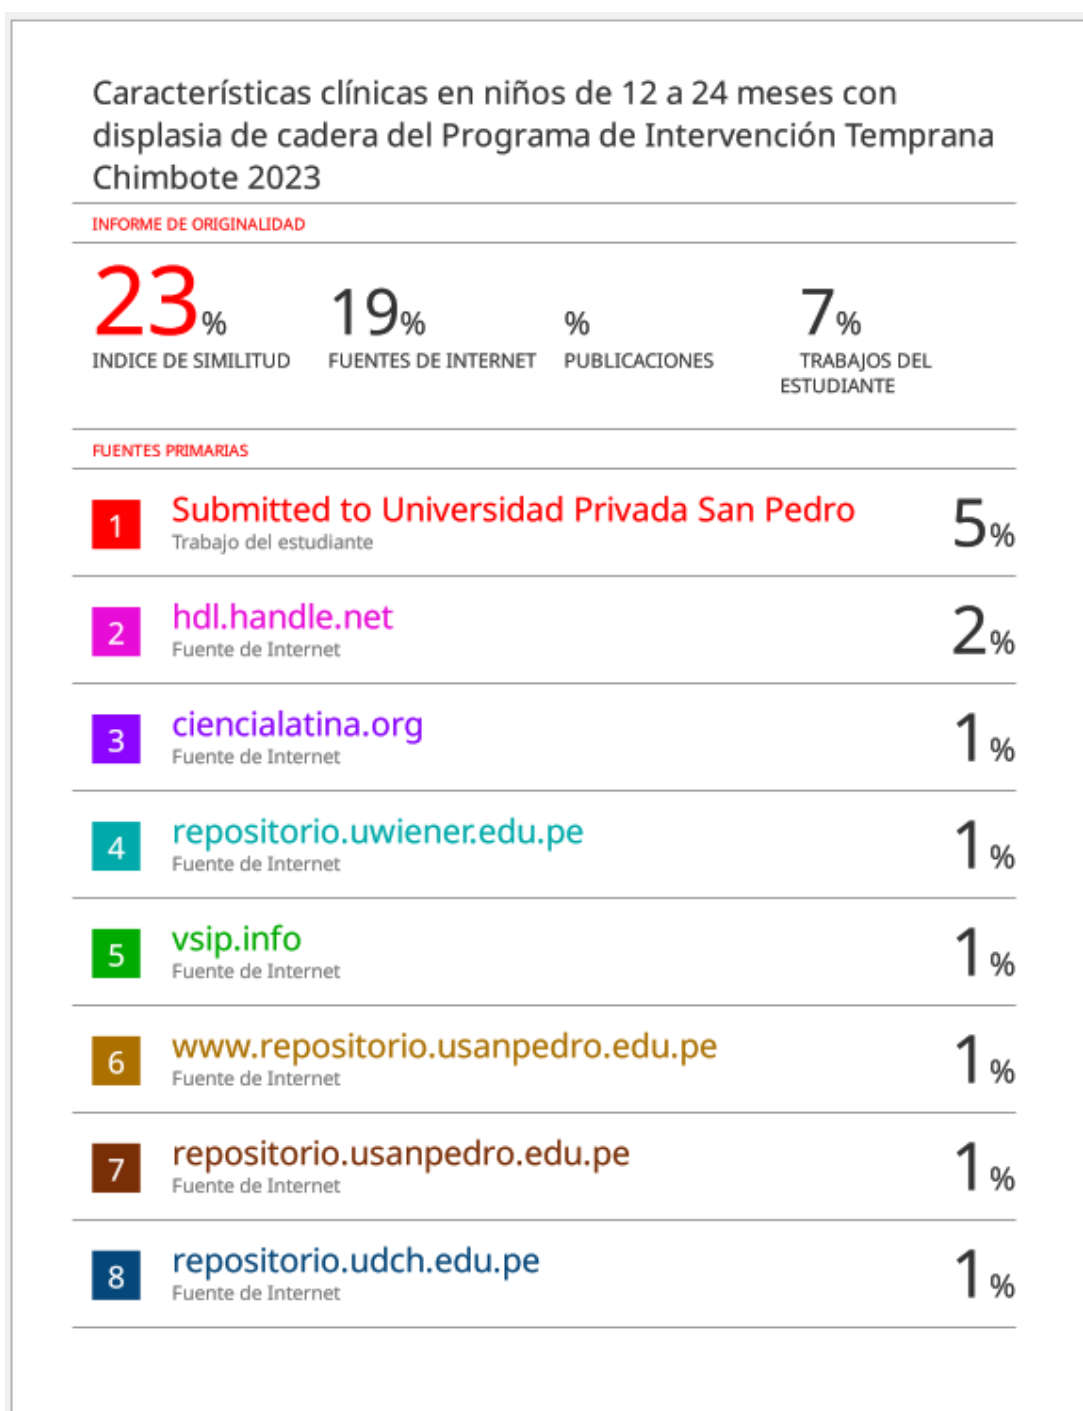 Características clínicas en niños de 12 a 24 meses con
displasia de cadera del Programa de Intervención Temprana
Chimbote 2023
INFORME DE ORIGINALIDAD
23% 19% % 7%
INDICE DE SIMILITUD FUENTES DE INTERNET PUBLICACIONES TRABAJOS DEL
ESTUDIANTE
FUENTES PRIMARIAS
1 Submitted to Universidad Privada San Pedro 5%
Trabajo del estudiante
2 hdl.handle.net 2%
Fuente de Internet
3 ciencialatina.org 1%
Fuente de Internet
4 repositorio.uwiener.edu.pe 1%
Fuente de Internet
5 vsip.info 1%
Fuente de Internet
6 www.repositorio.usanpedro.edu.pe 1%
Fuente de Internet
7 repositorio.usanpedro.edu.pe 1%
Fuente de Internet
8 repositorio.udch.edu.pe 1%
Fuente de Internet